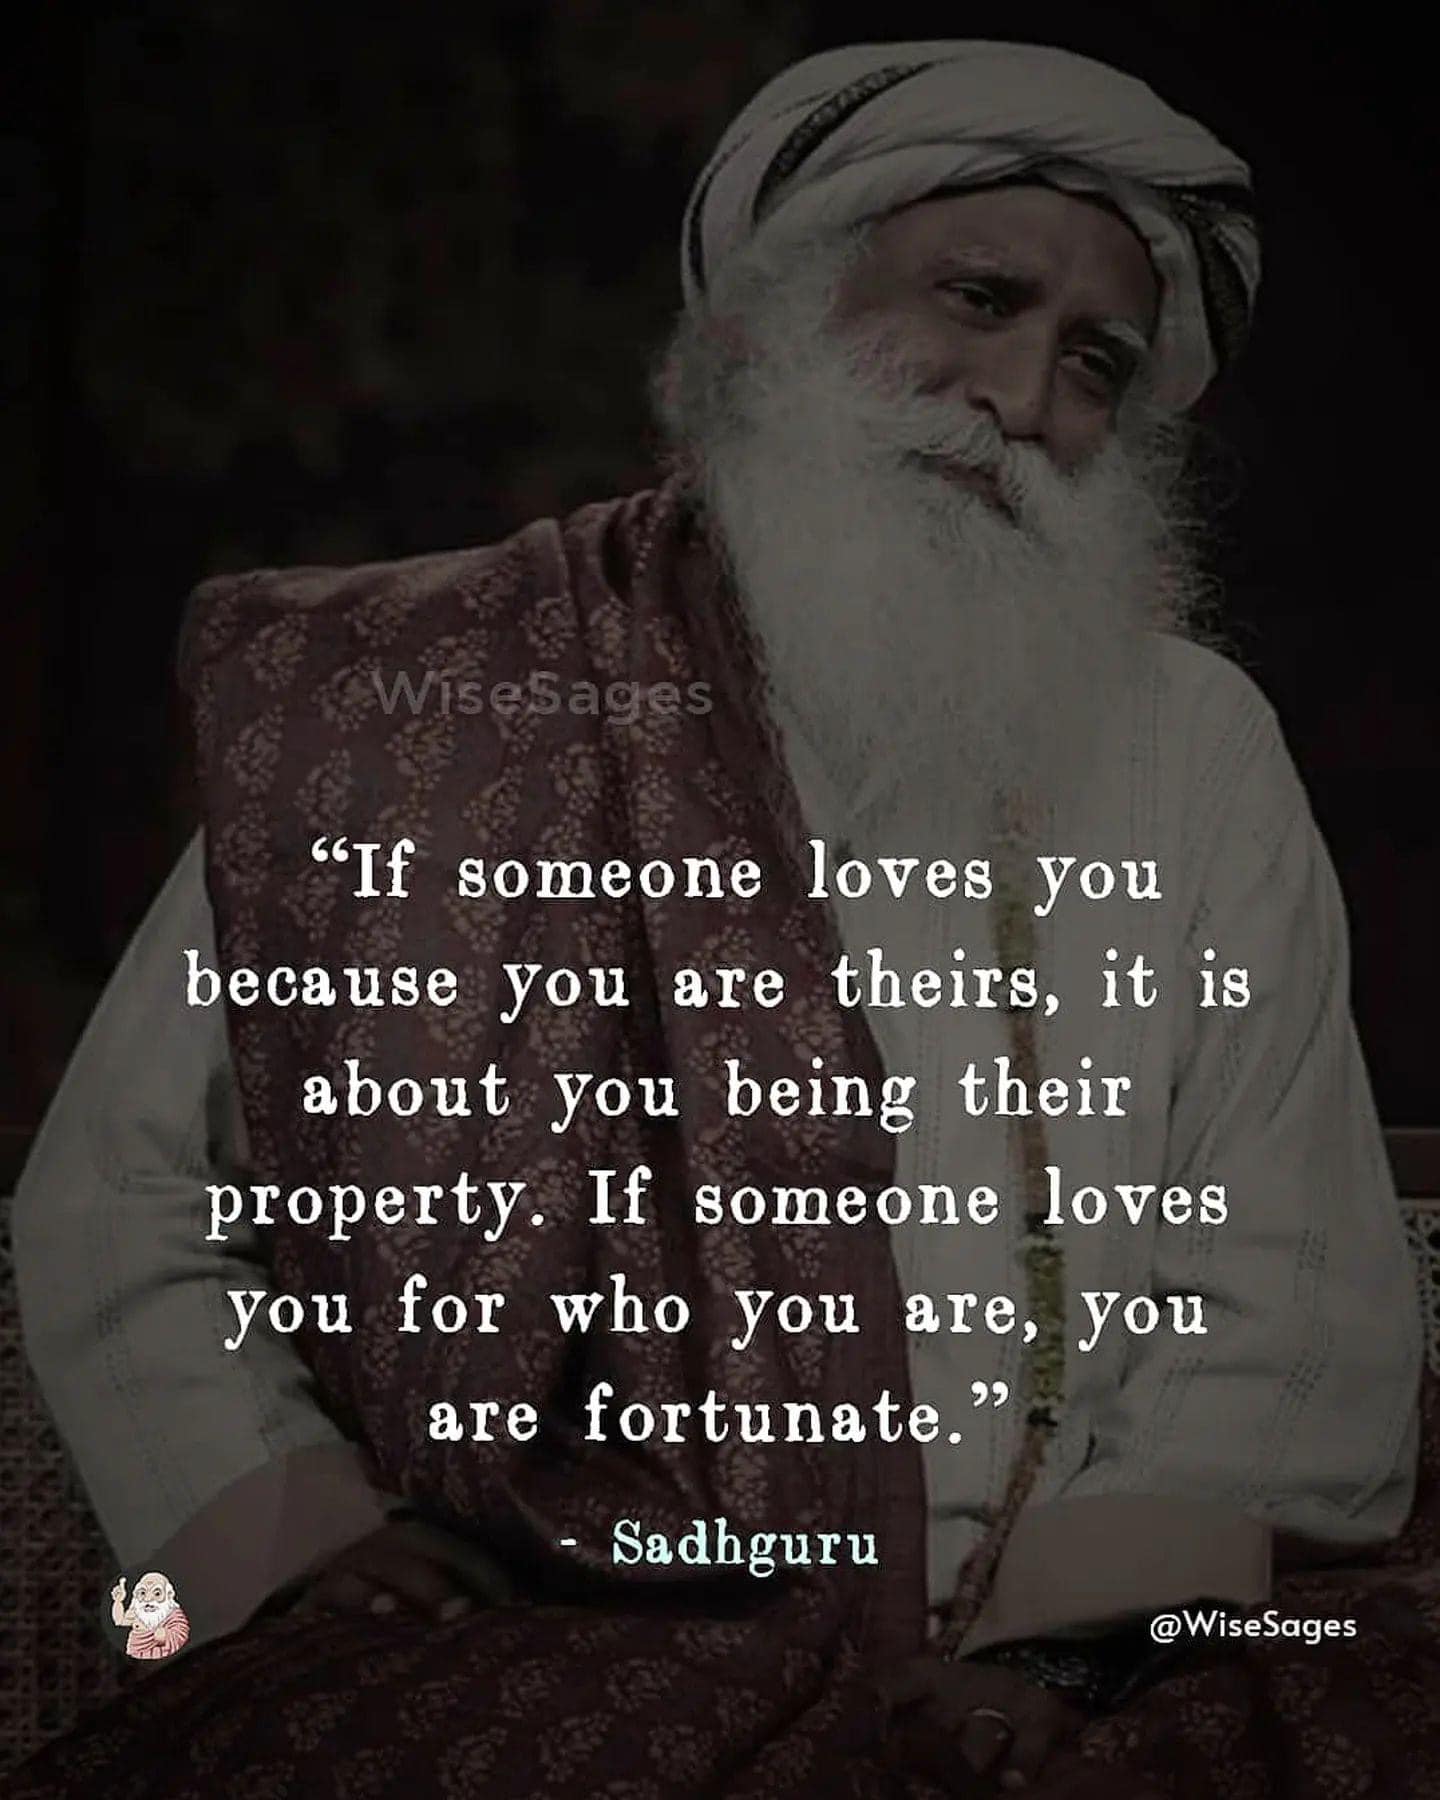 WiseSages
“If someone loves you
because you are theirs, it is
about you being their
property. If someone loves
you for who you are, you
are fortunate.”
- Sadhguru
@WiseSages